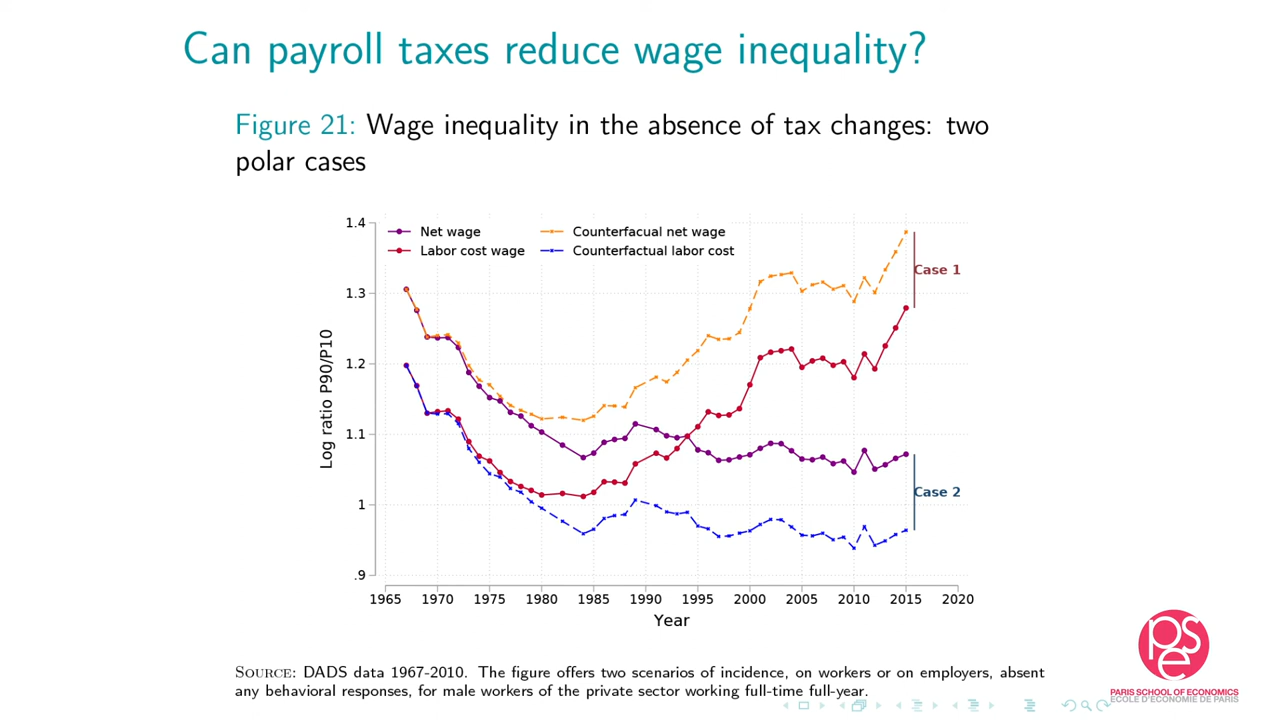 Can payroll taxes reduce wage inequality?
Figure 21: Wage inequality in the absence of tax changes: two
polar cases
Net wage
Counterfacual net wage
Labor cost wage
Counterfactual labor cost
1.4
1.3
1.2
1.1
1
.9
Log ratio P90/P10
Case 1
Case 2
1965 1970 1975 1980 1985 1990 1995 2000 2005 2010 2015 2020
Year
SOURCE: DADS data 1967-2010. The figure offers two scenarios of incidence, on workers or on employers, absent
any behavioral responses, for male workers of the private sector working full-time full-year.
pse
PARIS SCHOOL OF ECONOMICS
ECOLE D'ECONOMIE DE PARIS